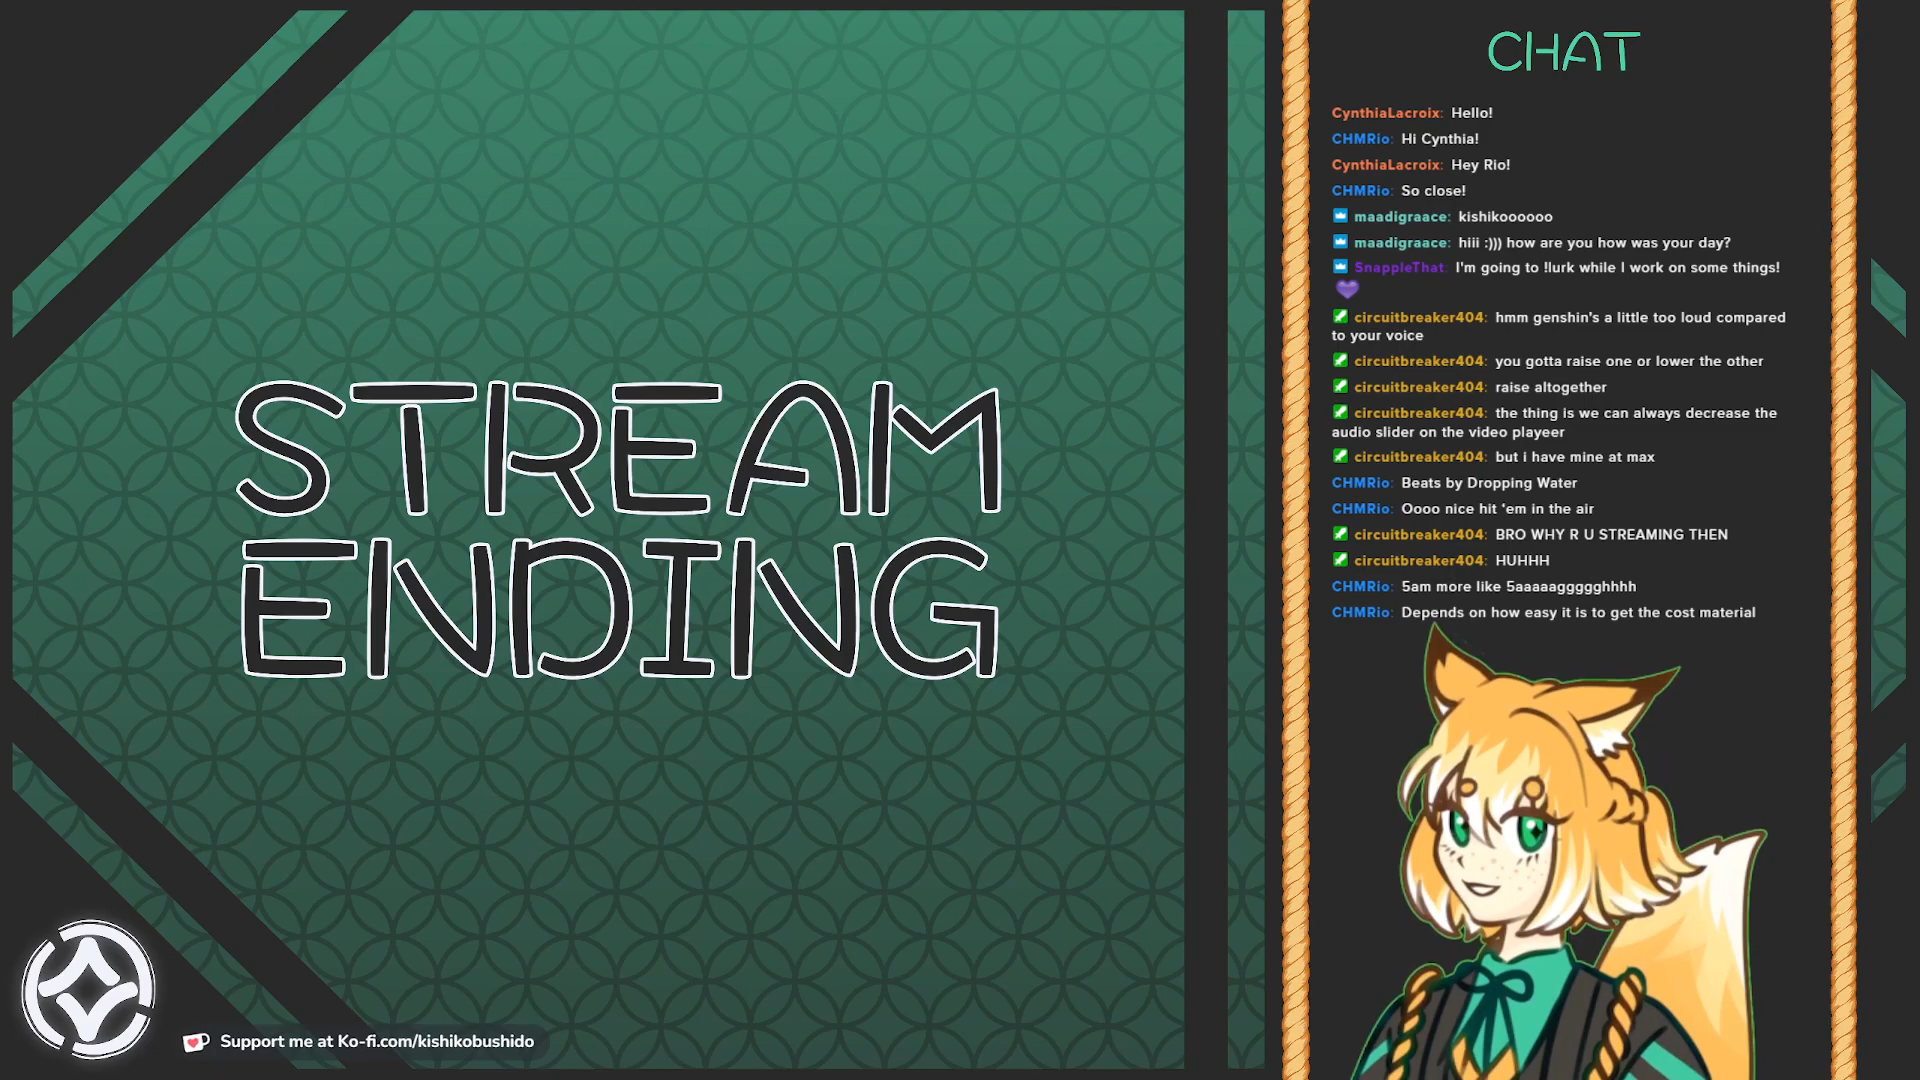 STREAM
ENDING
Support me at Ko-fi.com/kishikobushido
CHAT
CynthiaLacroix: Hello!
CHMRio: Hi Cynthia!
CynthiaLacroix: Hey Rio!
CHMRio: So close!
maadigraace: kishikoooooo
maadigraace: hiii :))) how are you how was your day?
SnappleThat: I'm going to !lurk while I work on some things!
circuitbreaker404: hmm genshin's a little too loud compared
to your voice
circuitbreaker404: you gotta raise one or lower the other
circuitbreaker404: raise altogether
circuitbreaker404: the thing is we can always decrease the
audio slider on the video playeer
circuitbreaker404: but i have mine at max
CHMRio: Beats by Dropping Water
CHMRio: Oooo nice hit 'em in the air
circuitbreaker404: BRO WHY R U STREAMING THEN
circuitbreaker404: HUHHH
CHMRio: 5am more like 5aaaaaggggghhhh
CHMRio: Depends on how easy it is to get the cost material